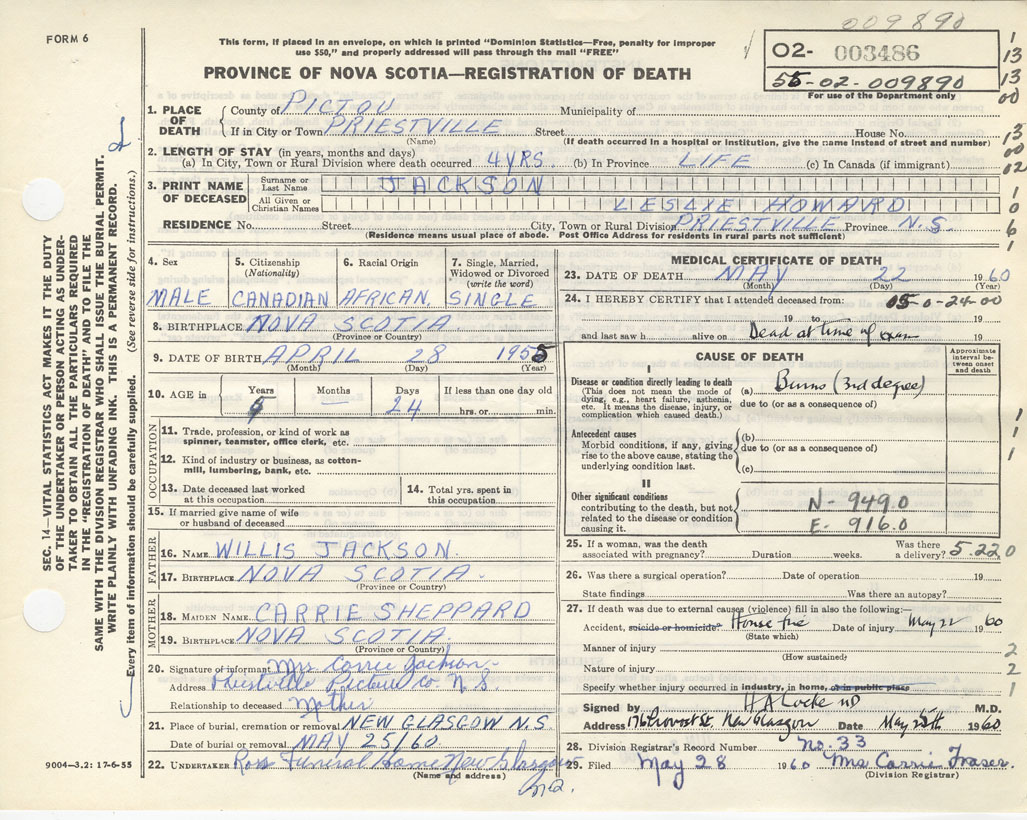 009890
FORM 6
This form, if placed in an envelope, on which is printed "Dominion Statistics—Free, penalty for improper
use $50," and properly addressed will pass through the mail "FREE"
02- 003486
55-02-009890
For use of the Department only
PROVINCE OF NOVA SCOTIA—REGISTRATION OF DEATH
1. PLACE OF DEATH
County of PICTOU Municipality of
If in City or Town PRIESTVILLE Street House No.
(Name) (If death occurred in a hospital or institution, give the name instead of street and number)
2. LENGTH OF STAY (in years, months and days)
(a) In City, Town or Rural Division where death occurred 4 YRS. (b) In Province LIFE (c) In Canada (if immigrant)
3. PRINT NAME OF DECEASED
Surname or Last Name JACKSON
All Given or Christian Names LESLIE HOWARD
RESIDENCE No. Street City, Town or Rural Division PRIESTVILLE Province N.S.
(Residence means usual place of abode. Post Office Address for residents in rural parts not sufficient)
4. Sex MALE
5. Citizenship (Nationality) CANADIAN
6. Racial Origin AFRICAN
7. Single, Married, Widowed or Divorced (write the word) SINGLE
8. BIRTHPLACE NOVA SCOTIA
(Province or Country)
9. DATE OF BIRTH APRIL 28 1955
(Month) (Day) (Year)
10. AGE in Years 5 Months — Days 24 If less than one day old
hrs. or min.
OCCUPATION
11. Trade, profession, or kind of work as
spinner, teamster, office clerk, etc.
12. Kind of industry or business, as cotton-
mill, lumbering, bank, etc.
13. Date deceased last worked
at this occupation
14. Total yrs. spent in
this occupation
15. If married give name of wife
or husband of deceased
FATHER
16. NAME WILLIS JACKSON.
17. BIRTHPLACE NOVA SCOTIA.
(Province or Country)
MOTHER
18. MAIDEN NAME CARRIE SHEPPARD
19. BIRTHPLACE NOVA SCOTIA
(Province or Country)
20. Signature of informant Mrs Carrie Jackson
Address Priestville Pictou Co N.S.
Relationship to deceased Mother
21. Place of burial, cremation or removal NEW GLASGOW N.S.
Date of burial or removal MAY 25/60
22. UNDERTAKER Ross Funeral Home New Glasgow
(Name and address)
9004—3.2: 17-6-55
MEDICAL CERTIFICATE OF DEATH
23. DATE OF DEATH MAY 22 1960
(Month) (Day) (Year)
24. I HEREBY CERTIFY that I attended deceased from: 05 0-24-00
19 to 19
and last saw h alive on Dead at time of exam 19
CAUSE OF DEATH
Approximate interval between onset and death
I
Disease or condition directly leading to death
(This does not mean the mode of
dying, e.g., heart failure, asthenia,
etc. It means the disease, injury, or
complication which caused death.)
(a) Burns (3rd degree)
due to (or as a consequence of)
Antecedent causes
Morbid conditions, if any, giving
rise to the above cause, stating the
underlying condition last.
(b)
due to (or as a consequence of)
(c)
II
Other significant conditions
contributing to the death, but not
related to the disease or condition
causing it.
N- 949.0
E- 916.0
25. If a woman, was the death
associated with pregnancy? Duration weeks. Was there
a delivery? 5.220
26. Was there a surgical operation? Date of operation 19
State findings Was there an autopsy?
27. If death was due to external causes (violence) fill in also the following:—
Accident, suicide or homicide? House fire Date of injury May 22 1960
(State which)
Manner of injury
(How sustained)
Nature of injury
Specify whether injury occurred in industry, in home, or in public place
Signed by H A Locke MD M.D.
Address Provost St. New Glasgow Date May 1960
28. Division Registrar's Record Number No. 33
29. Filed May 28 1960 Mrs Carrie Fraser.
(Division Registrar)
SEC. 14—VITAL STATISTICS ACT MAKES IT THE DUTY
OF THE UNDERTAKER OR PERSON ACTING AS UNDER-
TAKER TO OBTAIN ALL THE PARTICULARS REQUIRED
IN THE "REGISTRATION OF DEATH" AND TO FILE THE
SAME WITH THE DIVISION REGISTRAR WHO SHALL ISSUE THE BURIAL PERMIT.
WRITE PLAINLY WITH UNFADING INK. THIS IS A PERMANENT RECORD.
Every item of information should be carefully supplied. (See reverse side for instructions.)
1
13
13
00
13
00
02
1
0
6
1
1
1
1
2
2
1